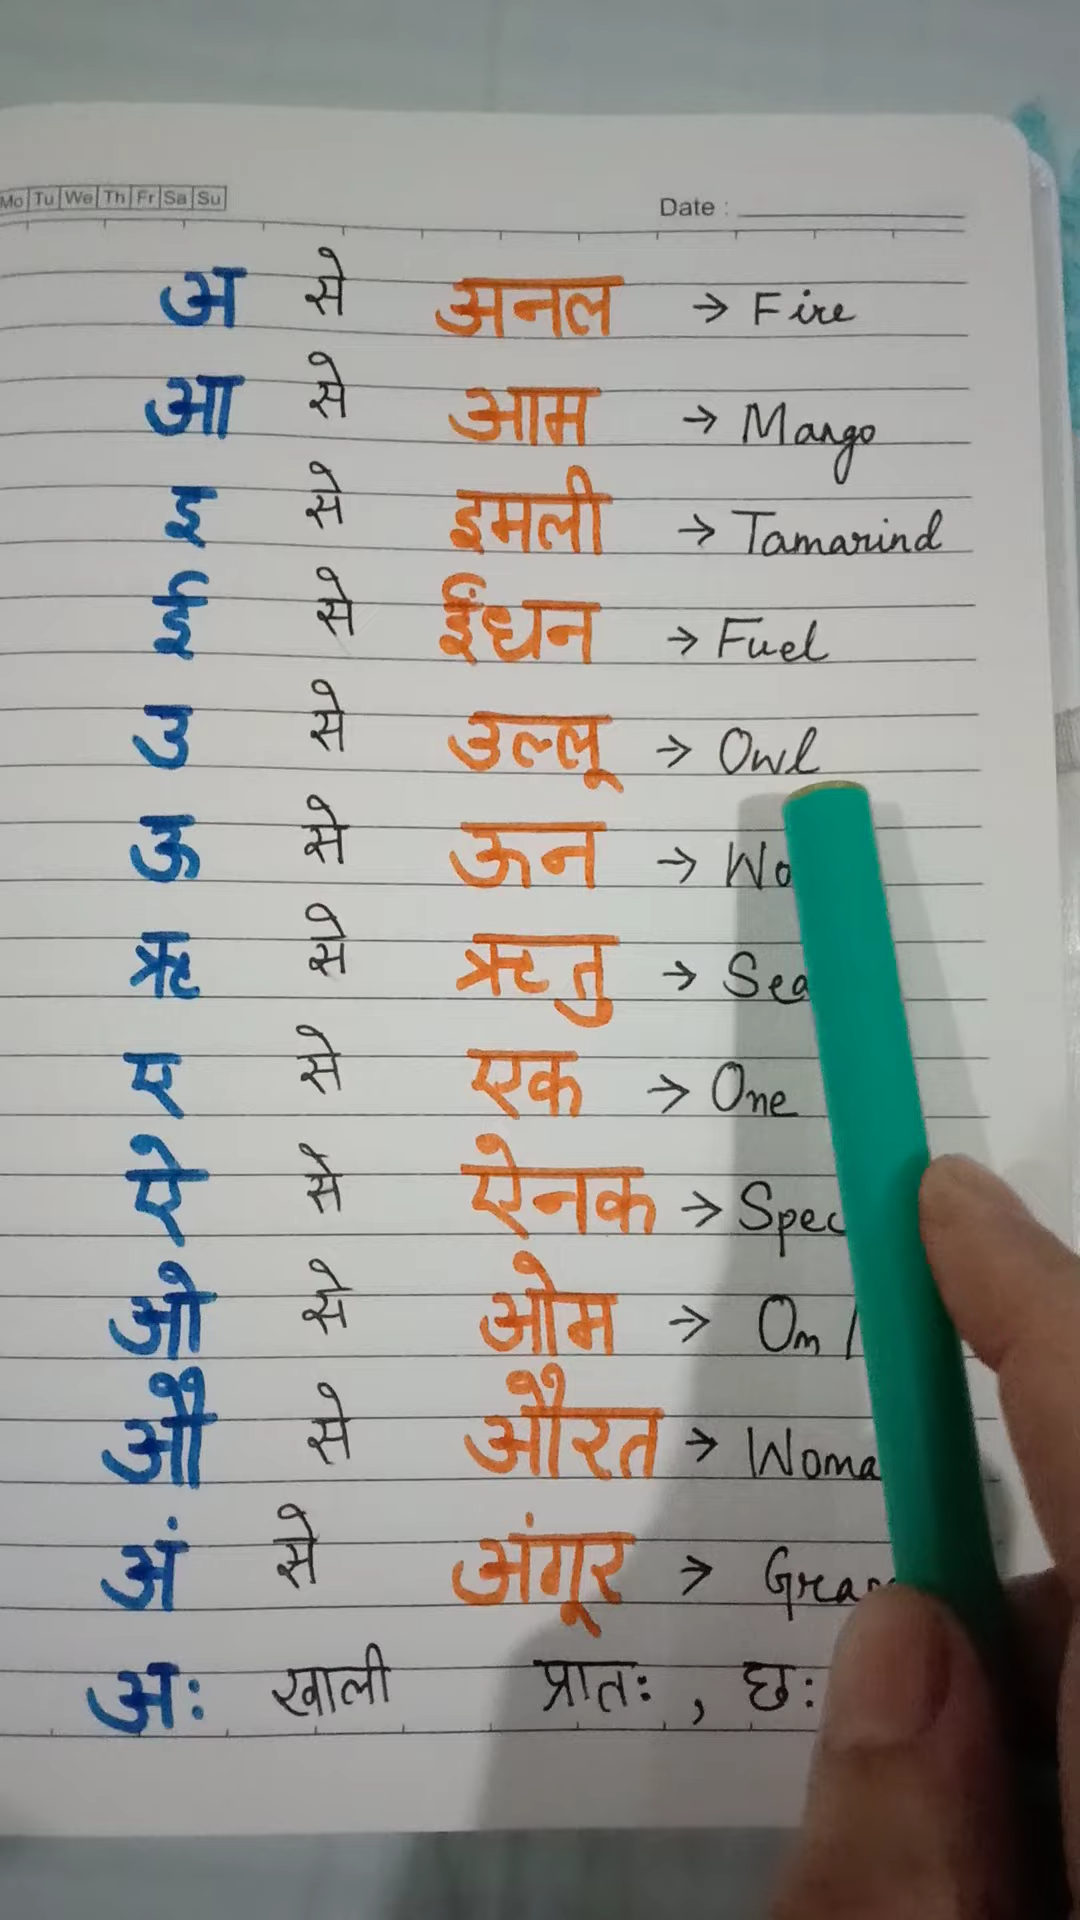 Mo Tu We Th Fr Sa Su Date :
अ से अनल → Fire
आ से आम → Mango
इ से इमली → Tamarind
ई से ईंधन → Fuel
उ से उल्लू → Owl
ऊ से ऊन →
ऋ से ऋतु →
ए से एक → One
ऐ से ऐनक →
ओ से ओम → Om
औ से औरत →
अं से अंगूर →
अः खाली प्रातः , छः